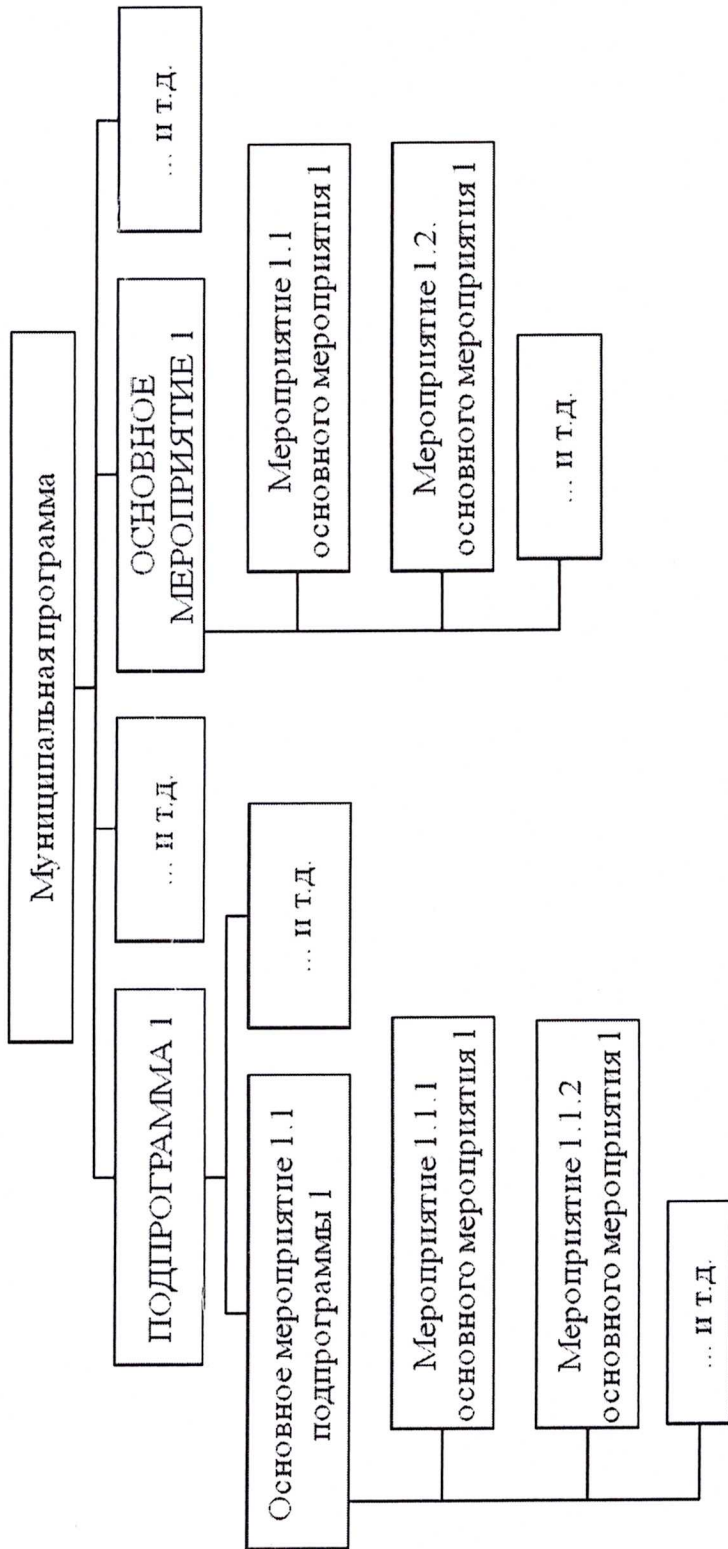 Муниципальная программа
ПОДПРОГРАММА 1
... и т.д.
ОСНОВНОЕ
МЕРОПРИЯТИЕ 1
... и т.д.
Основное мероприятие 1.1
подпрограммы 1
... и т.д.
Мероприятие 1.1
основного мероприятия 1
Мероприятие 1.1.1
основного мероприятия 1
Мероприятие 1.2.
основного мероприятия 1
Мероприятие 1.1.2
основного мероприятия 1
... и т.д.
... и т.д.